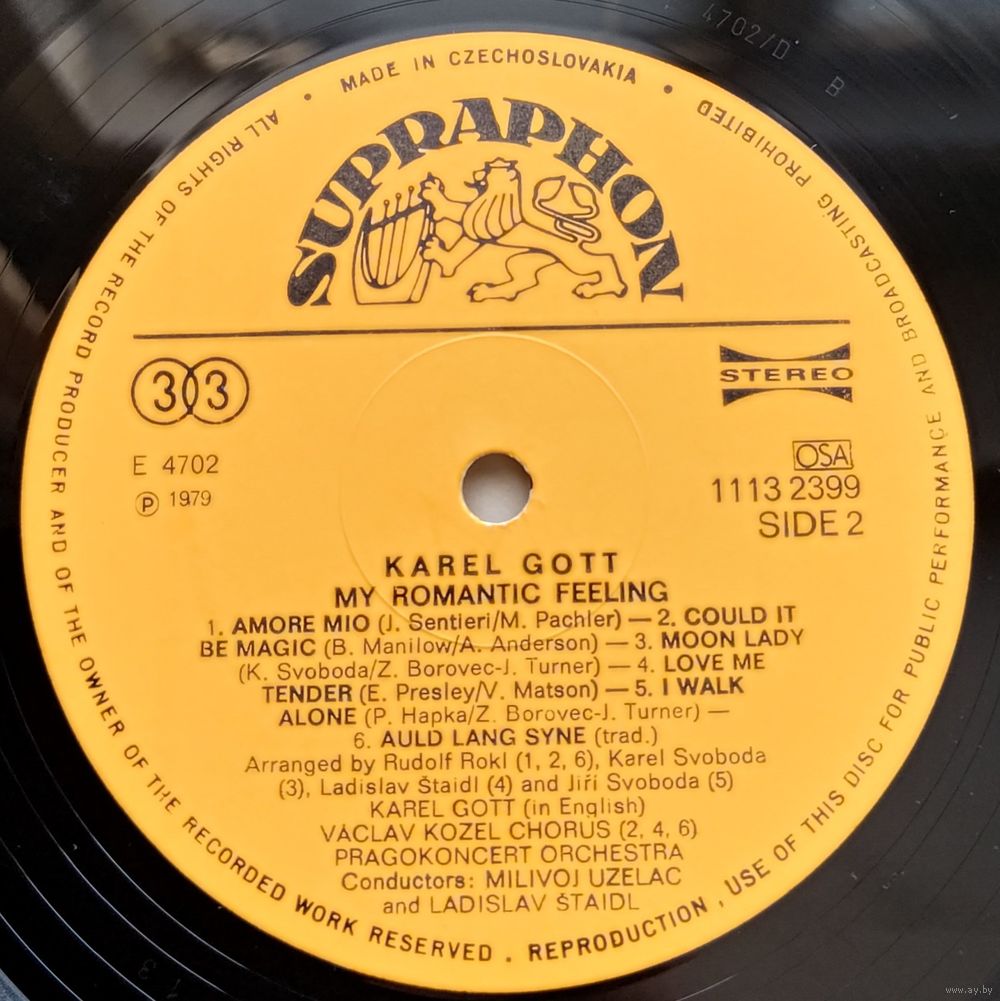 4702/D
B
MADE IN CZECHOSLOVAKIA • ALL RIGHTS OF THE RECORD PRODUCER AND OF THE OWNER OF THE RECORDED WORK RESERVED . REPRODUCTION , USE OF THIS DISC FOR PUBLIC PERFORMANCE AND BROADCASTING PROHIBITED •
SUPRAPHON
33
STEREO
E 4702
Ⓟ 1979
OSA
1113 2399
SIDE 2
KAREL GOTT
MY ROMANTIC FEELING
1. AMORE MIO (J. Sentieri/M. Pachler) — 2. COULD IT
BE MAGIC (B. Manilow/A. Anderson) — 3. MOON LADY
(K. Svoboda/Z. Borovec-J. Turner) — 4. LOVE ME
TENDER (E. Presley/V. Matson) — 5. I WALK
ALONE (P. Hapka/Z. Borovec-J. Turner) —
6. AULD LANG SYNE (trad.)
Arranged by Rudolf Rokl (1, 2, 6), Karel Svoboda
(3), Ladislav Štaidl (4) and Jiří Svoboda (5)
KAREL GOTT (in English)
VÁCLAV KOZEL CHORUS (2, 4, 6)
PRAGOKONCERT ORCHESTRA
Conductors: MILIVOJ UZELAC
and LADISLAV ŠTAIDL
3
www.ay.by